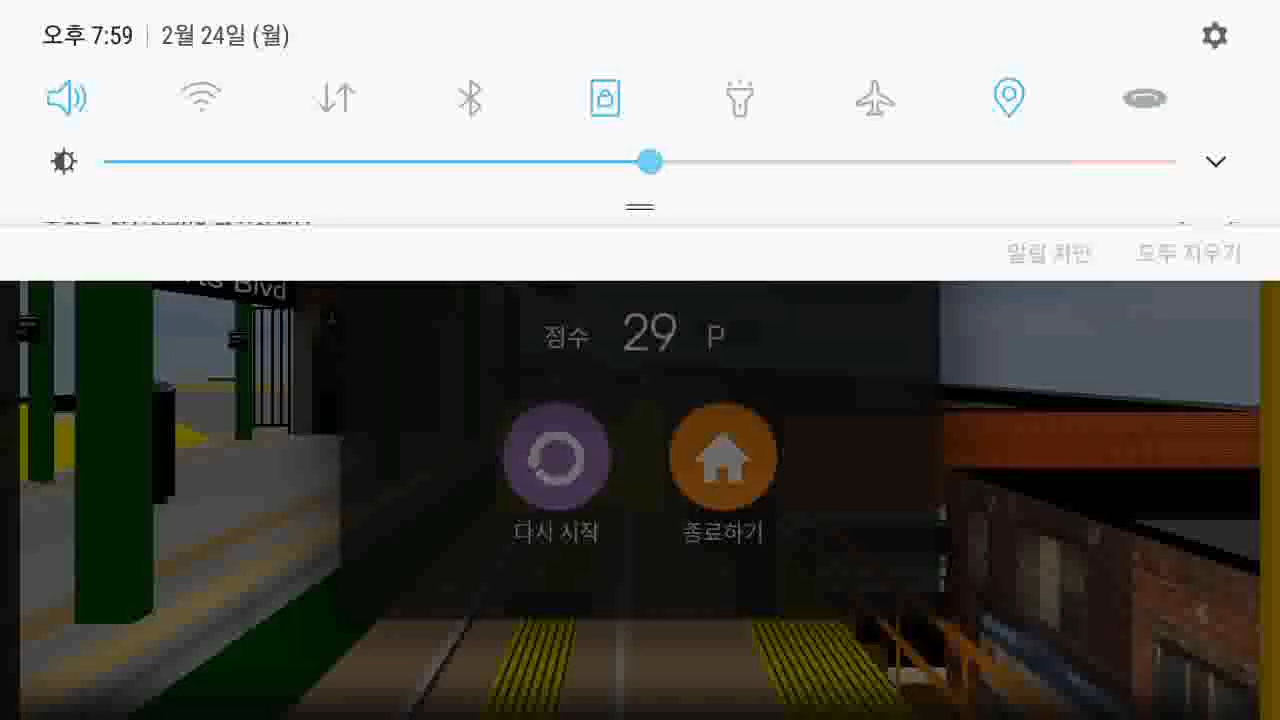 오후 7:59 2월 24일 (월)
알림 차단 모두 지우기
Blvd
점수 29 P
다시 시작 종료하기